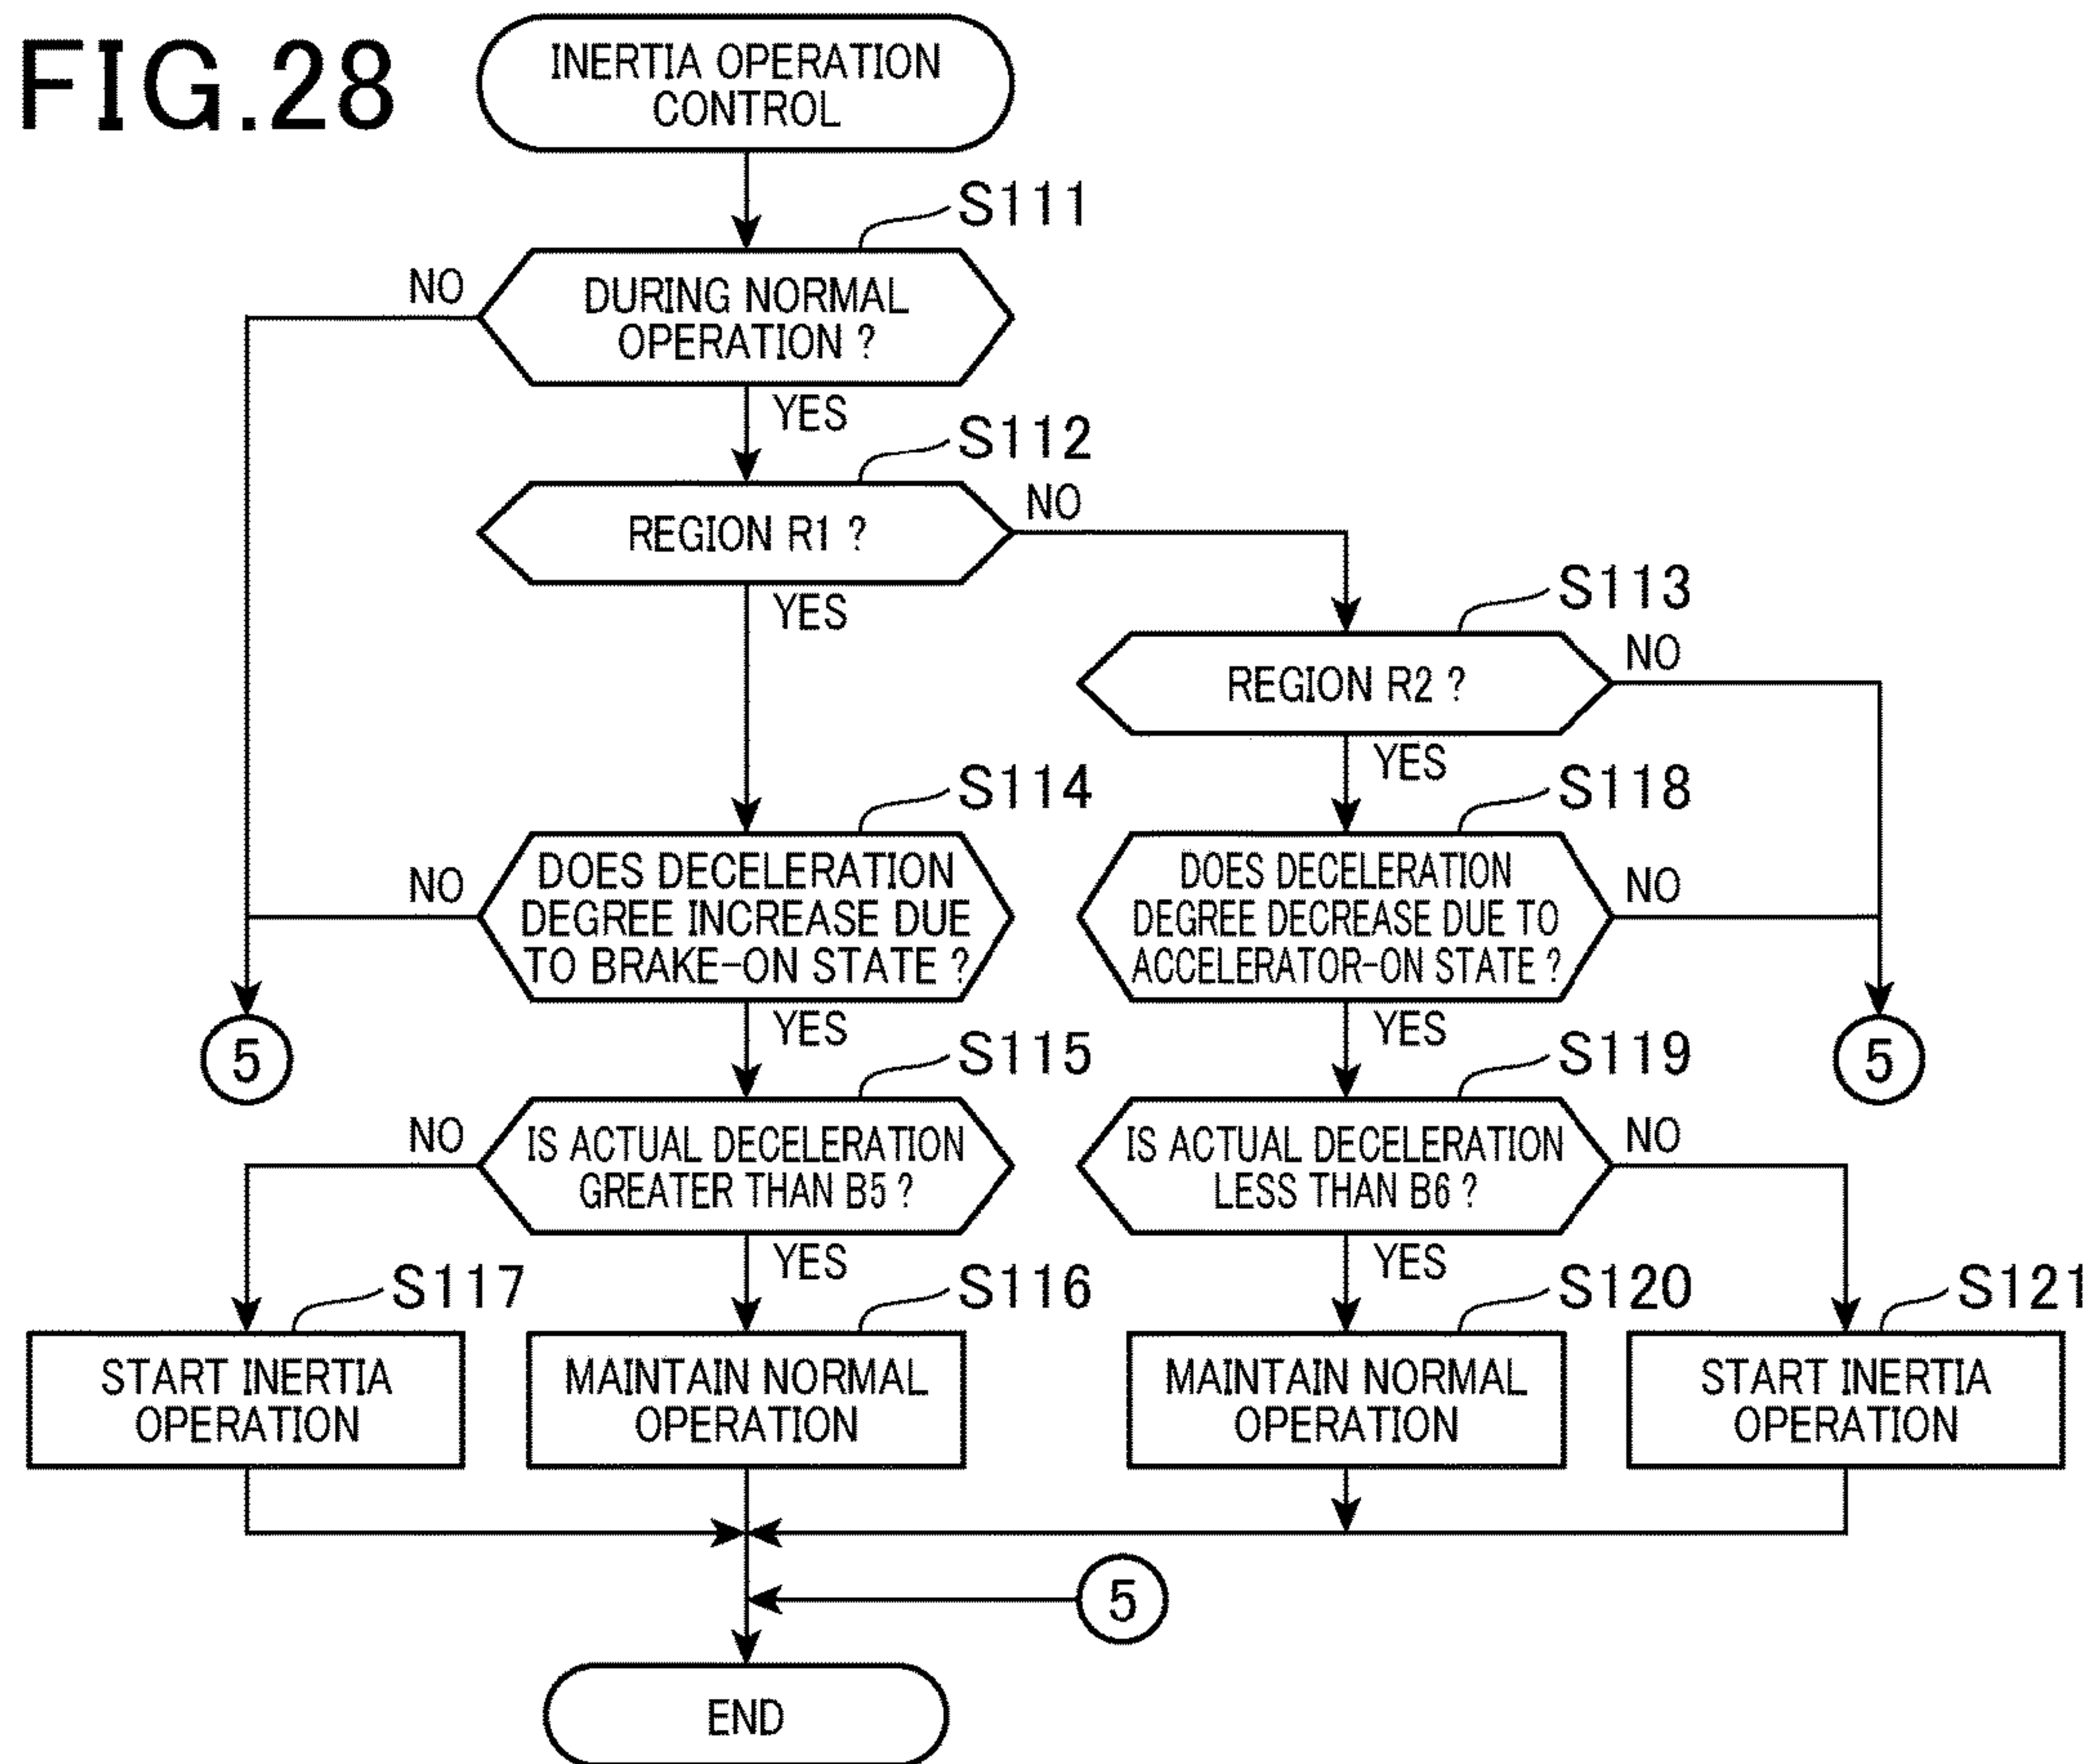 FIG.28
INERTIA OPERATION
CONTROL
S111
DURING NORMAL
OPERATION ?
NO
YES
S112
REGION R1 ?
NO
YES
S113
REGION R2 ?
NO
YES
S114
DOES DECELERATION
DEGREE INCREASE DUE
TO BRAKE-ON STATE ?
NO
YES
S118
DOES DECELERATION
DEGREE DECREASE DUE TO
ACCELERATOR-ON STATE ?
NO
YES
5
5
S115
IS ACTUAL DECELERATION
GREATER THAN B5 ?
NO
YES
S119
IS ACTUAL DECELERATION
LESS THAN B6 ?
NO
YES
S117
START INERTIA
OPERATION
S116
MAINTAIN NORMAL
OPERATION
S120
MAINTAIN NORMAL
OPERATION
S121
START INERTIA
OPERATION
5
END